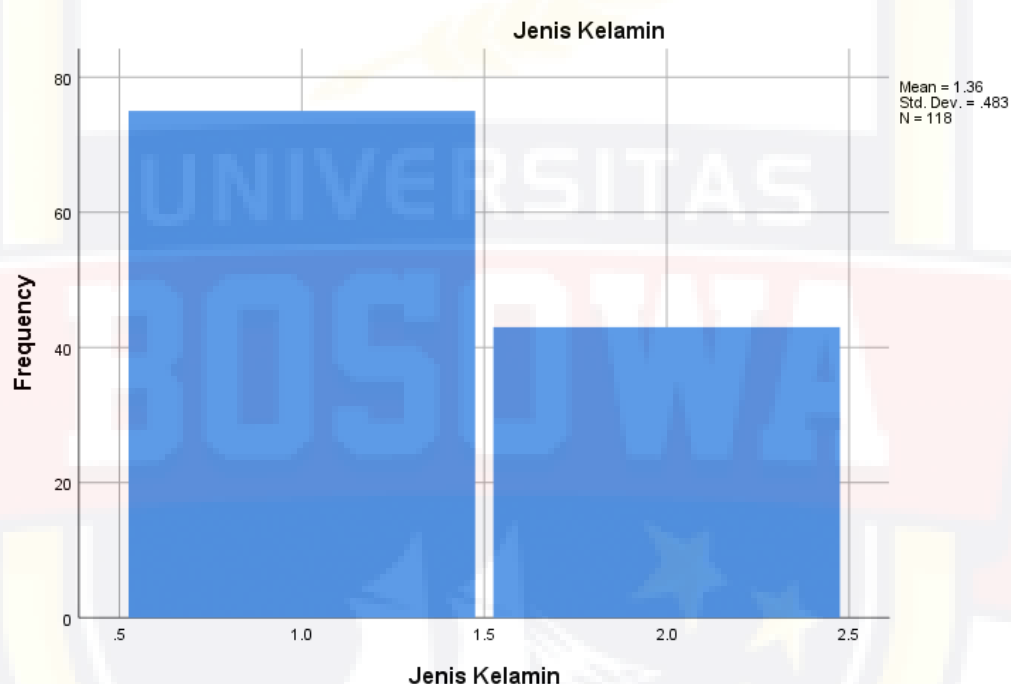 Jenis Kelamin
Mean = 1.36
Std. Dev. = .483
N = 118
80
60
40
20
0
Frequency
.5
1.0
1.5
2.0
2.5
Jenis Kelamin
UNIVERSITAS
BOSOWA